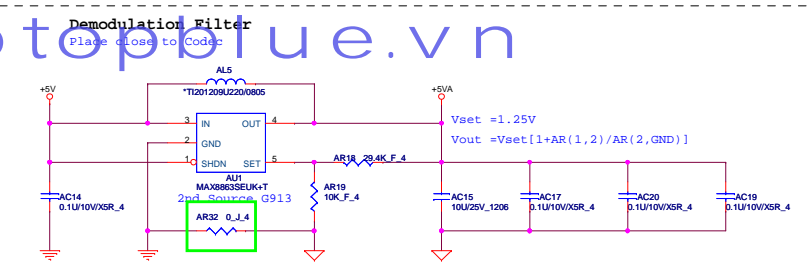 Demodulation Filter
Place close to Codec
otopblue.vn
AL5
*TI201209U220/0805
+5V
+5VA
3 IN OUT 4
2 GND
1 SHDN SET 5
AU1
MAX8863SEUK+T
2nd Source G913
Vset =1.25V
Vout =Vset[1+AR(1,2)/AR(2,GND)]
AR18 29.4K_F_4
AR19
10K_F_4
AR32 0_J_4
AC14
0.1U/10V/X5R_4
AC15
10U/25V_1206
AC17
0.1U/10V/X5R_4
AC20
0.1U/10V/X5R_4
AC19
0.1U/10V/X5R_4